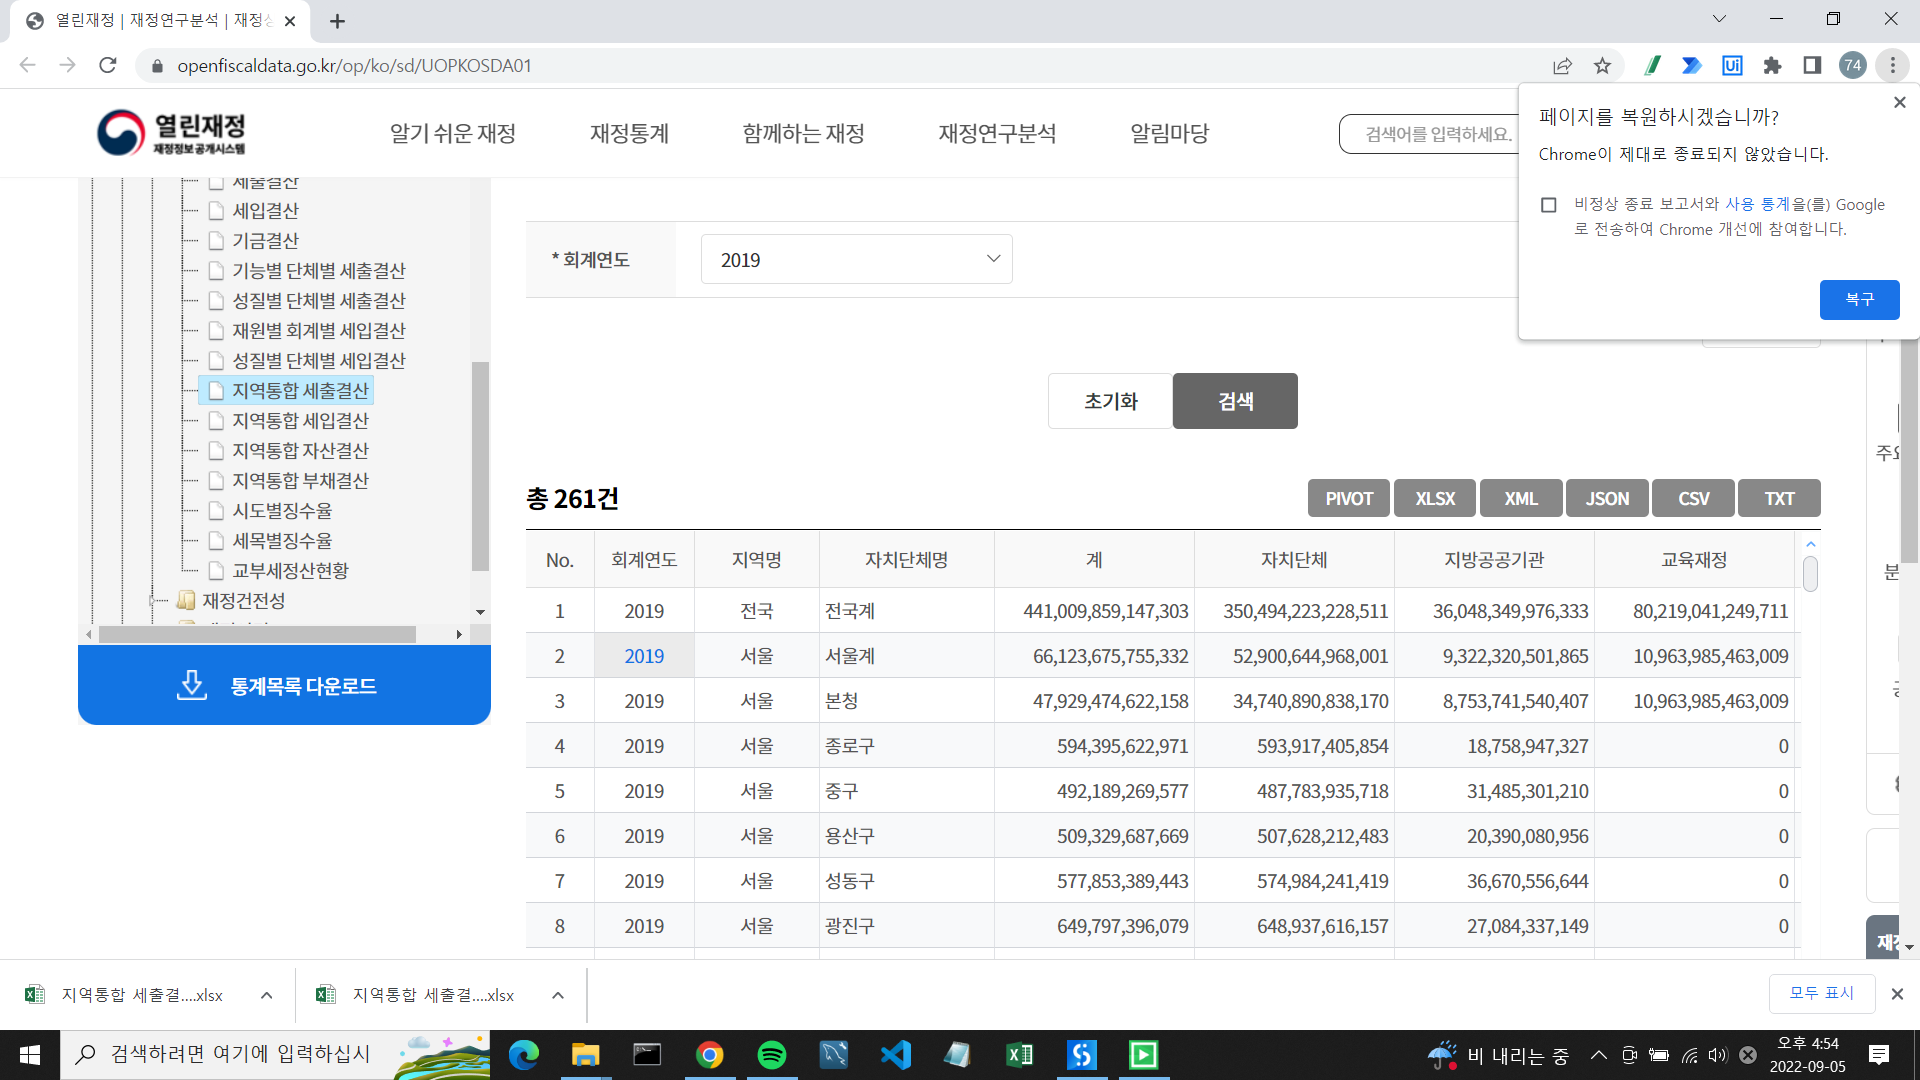 열린재정 | 재정연구분석 | 재정상
openfiscaldata.go.kr/op/ko/sd/UOPKOSDA01
74
열린재정
재정정보공개시스템
알기 쉬운 재정
재정통계
함께하는 재정
재정연구분석
알림마당
검색어를 입력하세요.
페이지를 복원하시겠습니까?
Chrome이 제대로 종료되지 않았습니다.
비정상 종료 보고서와 사용 통계을(를) Google
로 전송하여 Chrome 개선에 참여합니다.
복구
세출결산
세입결산
기금결산
기능별 단체별 세출결산
성질별 단체별 세출결산
재원별 회계별 세입결산
성질별 단체별 세입결산
지역통합 세출결산
지역통합 세입결산
지역통합 자산결산
지역통합 부채결산
시도별징수율
세목별징수율
교부세정산현황
재정건전성
통계목록 다운로드
* 회계연도
2019
초기화
검색
총 261건
PIVOT XLSX XML JSON CSV TXT
No. 회계연도 지역명 자치단체명 계 자치단체 지방공공기관 교육재정
1 2019 전국 전국계 441,009,859,147,303 350,494,223,228,511 36,048,349,976,333 80,219,041,249,711
2 2019 서울 서울계 66,123,675,755,332 52,900,644,968,001 9,322,320,501,865 10,963,985,463,009
3 2019 서울 본청 47,929,474,622,158 34,740,890,838,170 8,753,741,540,407 10,963,985,463,009
4 2019 서울 종로구 594,395,622,971 593,917,405,854 18,758,947,327 0
5 2019 서울 중구 492,189,269,577 487,783,935,718 31,485,301,210 0
6 2019 서울 용산구 509,329,687,669 507,628,212,483 20,390,080,956 0
7 2019 서울 성동구 577,853,389,443 574,984,241,419 36,670,556,644 0
8 2019 서울 광진구 649,797,396,079 648,937,616,157 27,084,337,149 0
주요
분
재정
지역통합 세출결....xlsx
지역통합 세출결....xlsx
모두 표시
검색하려면 여기에 입력하십시
비 내리는 중
오후 4:54
2022-09-05